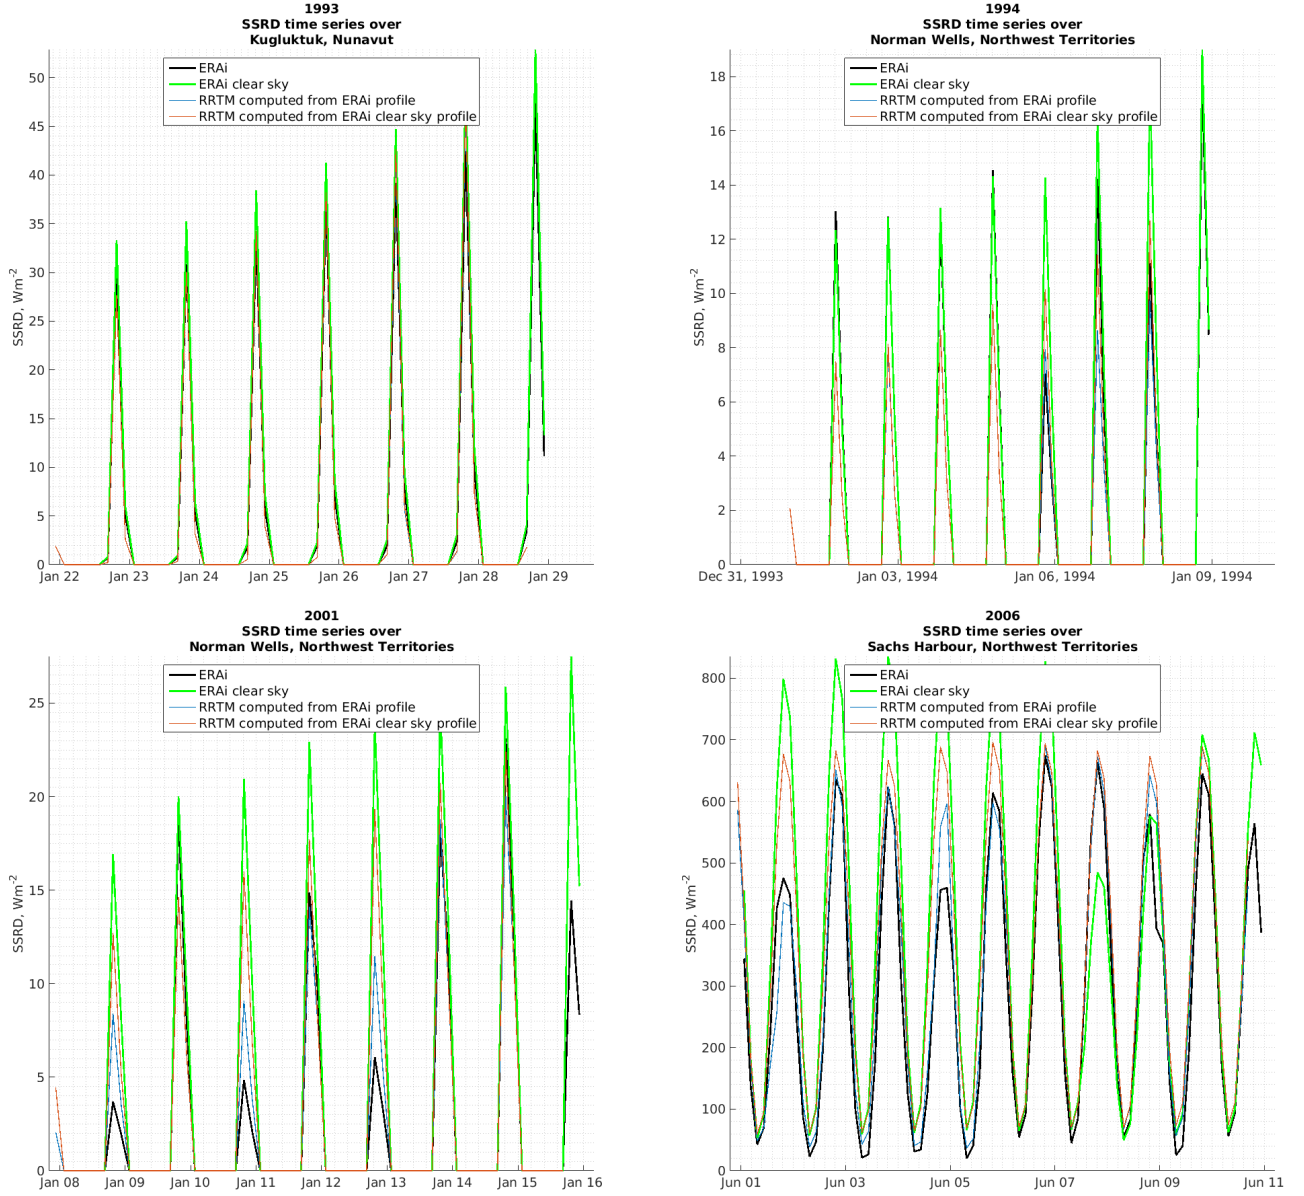 1993
SSRD time series over
Kugluktuk, Nunavut
ERAi
ERAi clear sky
RRTM computed from ERAi profile
RRTM computed from ERAi clear sky profile
SSRD, Wm-2
50
45
40
35
30
25
20
15
10
5
0
Jan 22 Jan 23 Jan 24 Jan 25 Jan 26 Jan 27 Jan 28 Jan 29
1994
SSRD time series over
Norman Wells, Northwest Territories
ERAi
ERAi clear sky
RRTM computed from ERAi profile
RRTM computed from ERAi clear sky profile
SSRD, Wm-2
18
16
14
12
10
8
6
4
2
0
Dec 31, 1993 Jan 03, 1994 Jan 06, 1994 Jan 09, 1994
2001
SSRD time series over
Norman Wells, Northwest Territories
ERAi
ERAi clear sky
RRTM computed from ERAi profile
RRTM computed from ERAi clear sky profile
SSRD, Wm-2
25
20
15
10
5
0
Jan 08 Jan 09 Jan 10 Jan 11 Jan 12 Jan 13 Jan 14 Jan 15 Jan 16
2006
SSRD time series over
Sachs Harbour, Northwest Territories
ERAi
ERAi clear sky
RRTM computed from ERAi profile
RRTM computed from ERAi clear sky profile
SSRD, Wm-2
800
700
600
500
400
300
200
100
0
Jun 01 Jun 03 Jun 05 Jun 07 Jun 09 Jun 11